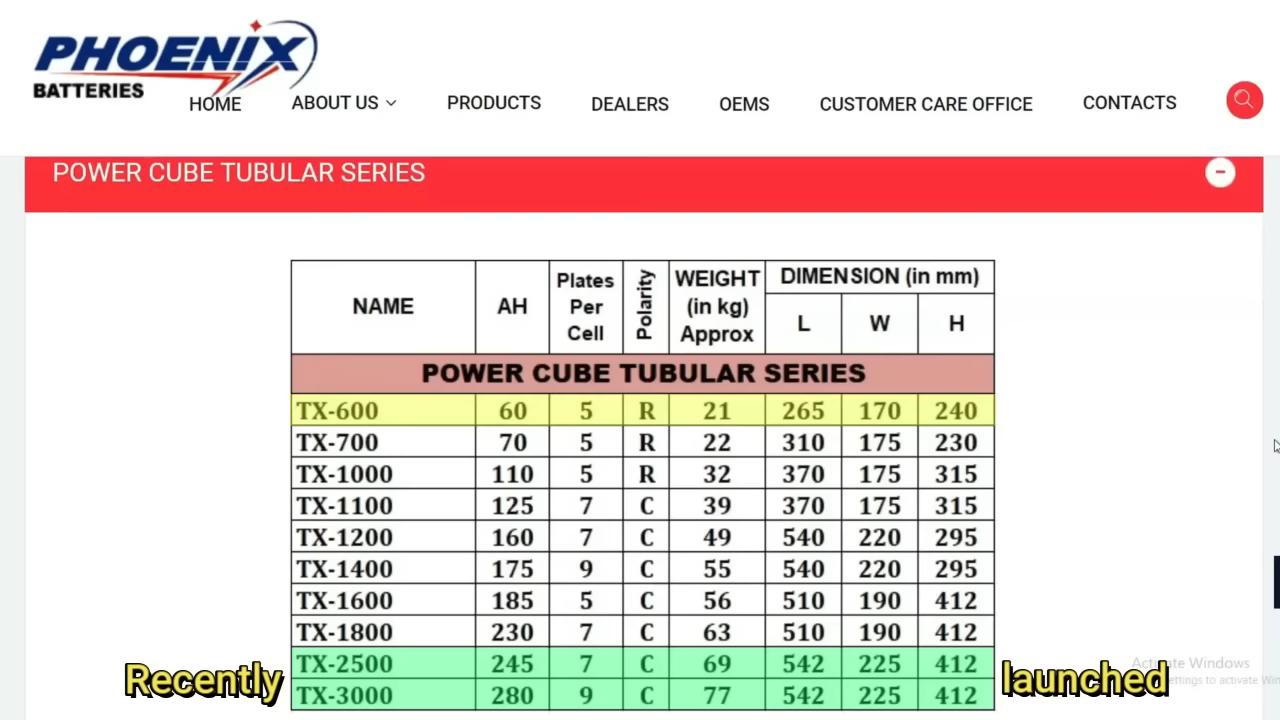 PHOENIX
BATTERIES
HOME ABOUT US PRODUCTS DEALERS OEMS CUSTOMER CARE OFFICE CONTACTS
POWER CUBE TUBULAR SERIES
NAME AH Plates Per Cell Polarity WEIGHT (in kg) Approx DIMENSION (in mm)
L W H
POWER CUBE TUBULAR SERIES
TX-600 60 5 R 21 265 170 240
TX-700 70 5 R 22 310 175 230
TX-1000 110 5 R 32 370 175 315
TX-1100 125 7 C 39 370 175 315
TX-1200 160 7 C 49 540 220 295
TX-1400 175 9 C 55 540 220 295
TX-1600 185 5 C 56 510 190 412
TX-1800 230 7 C 63 510 190 412
TX-2500 245 7 C 69 542 225 412
TX-3000 280 9 C 77 542 225 412
Recently launched
Activate Windows
ettings to activate Win